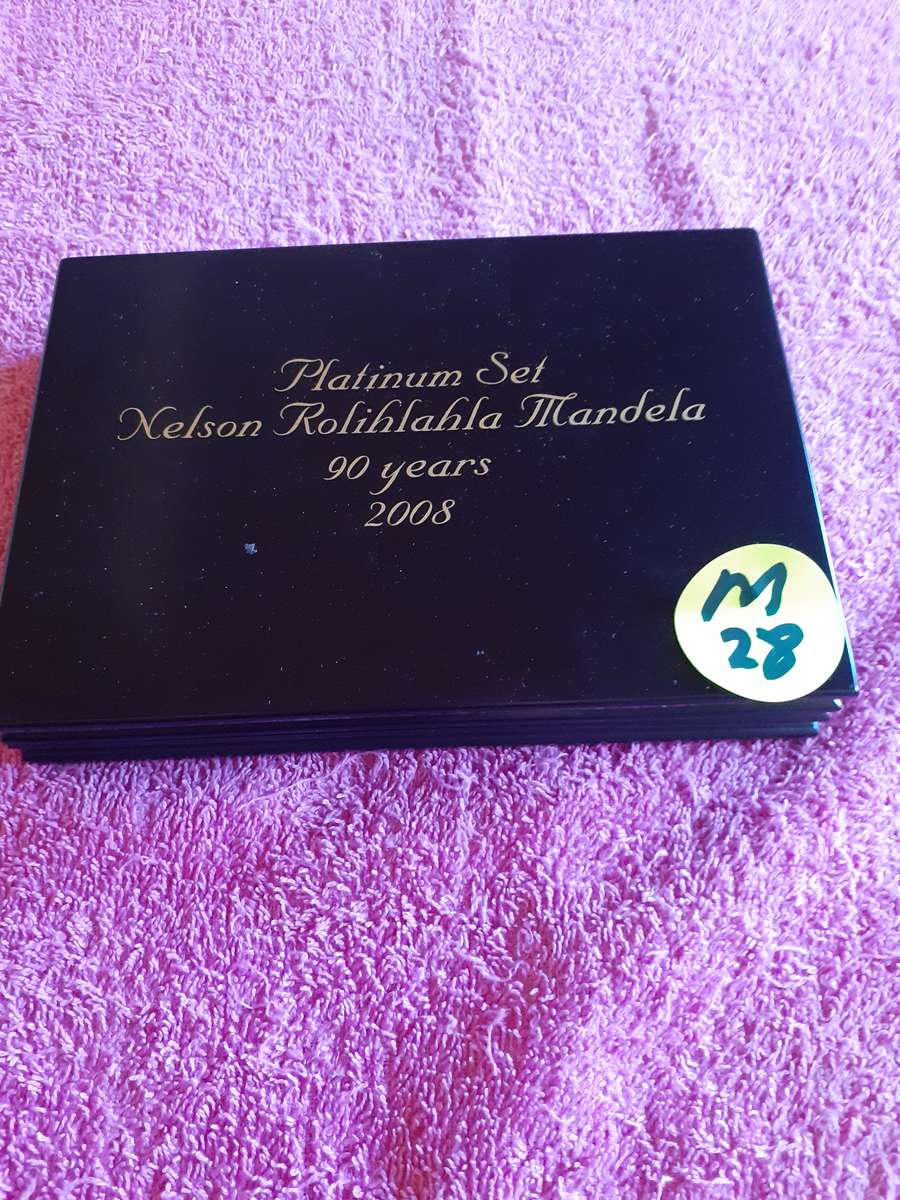 Platinum Set
Nelson Rolihlahla Mandela
90 years
2008
M
28